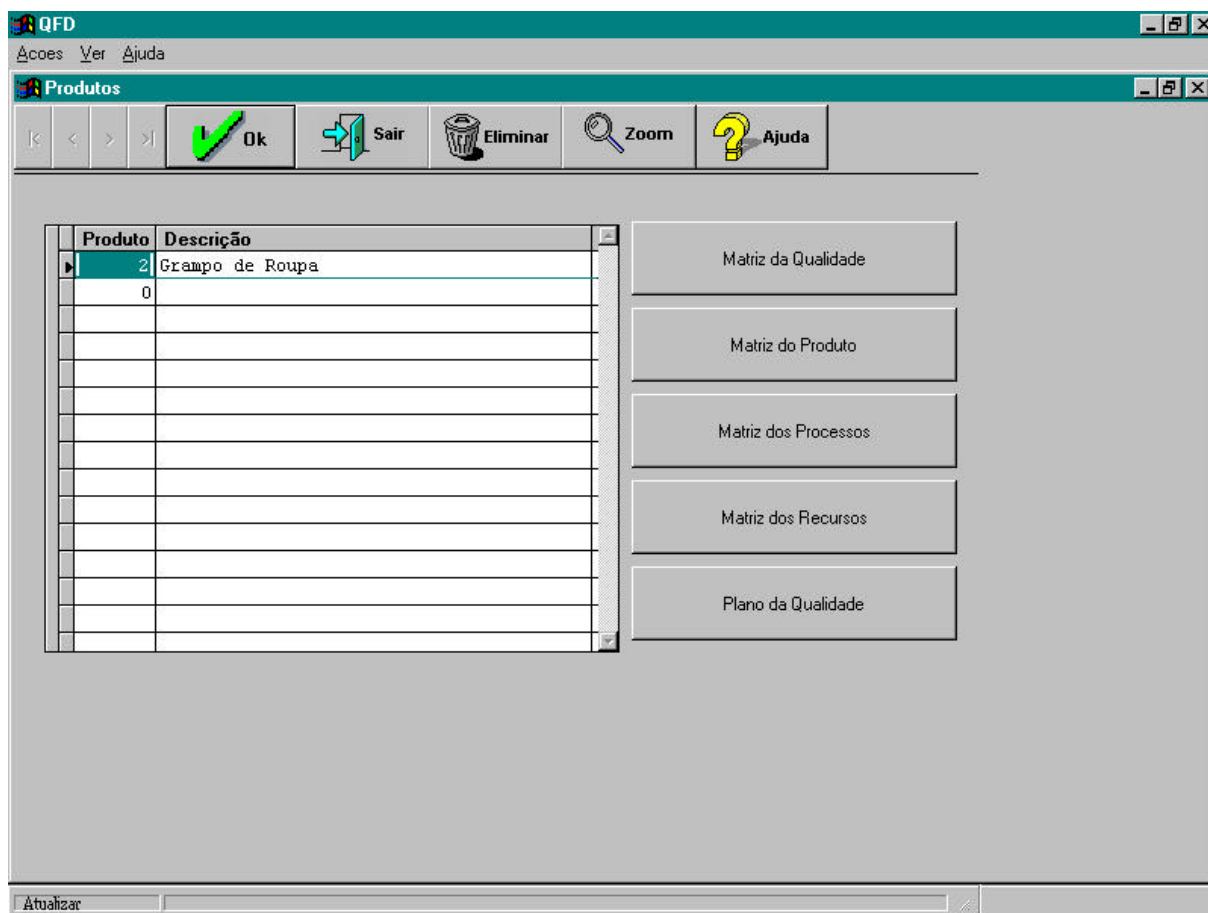 QFD
Acoes Ver Ajuda
Produtos
Ok Sair Eliminar Zoom Ajuda
Produto Descrição
2 Grampo de Roupa
0
Matriz da Qualidade
Matriz do Produto
Matriz dos Processos
Matriz dos Recursos
Plano da Qualidade
Atualizar